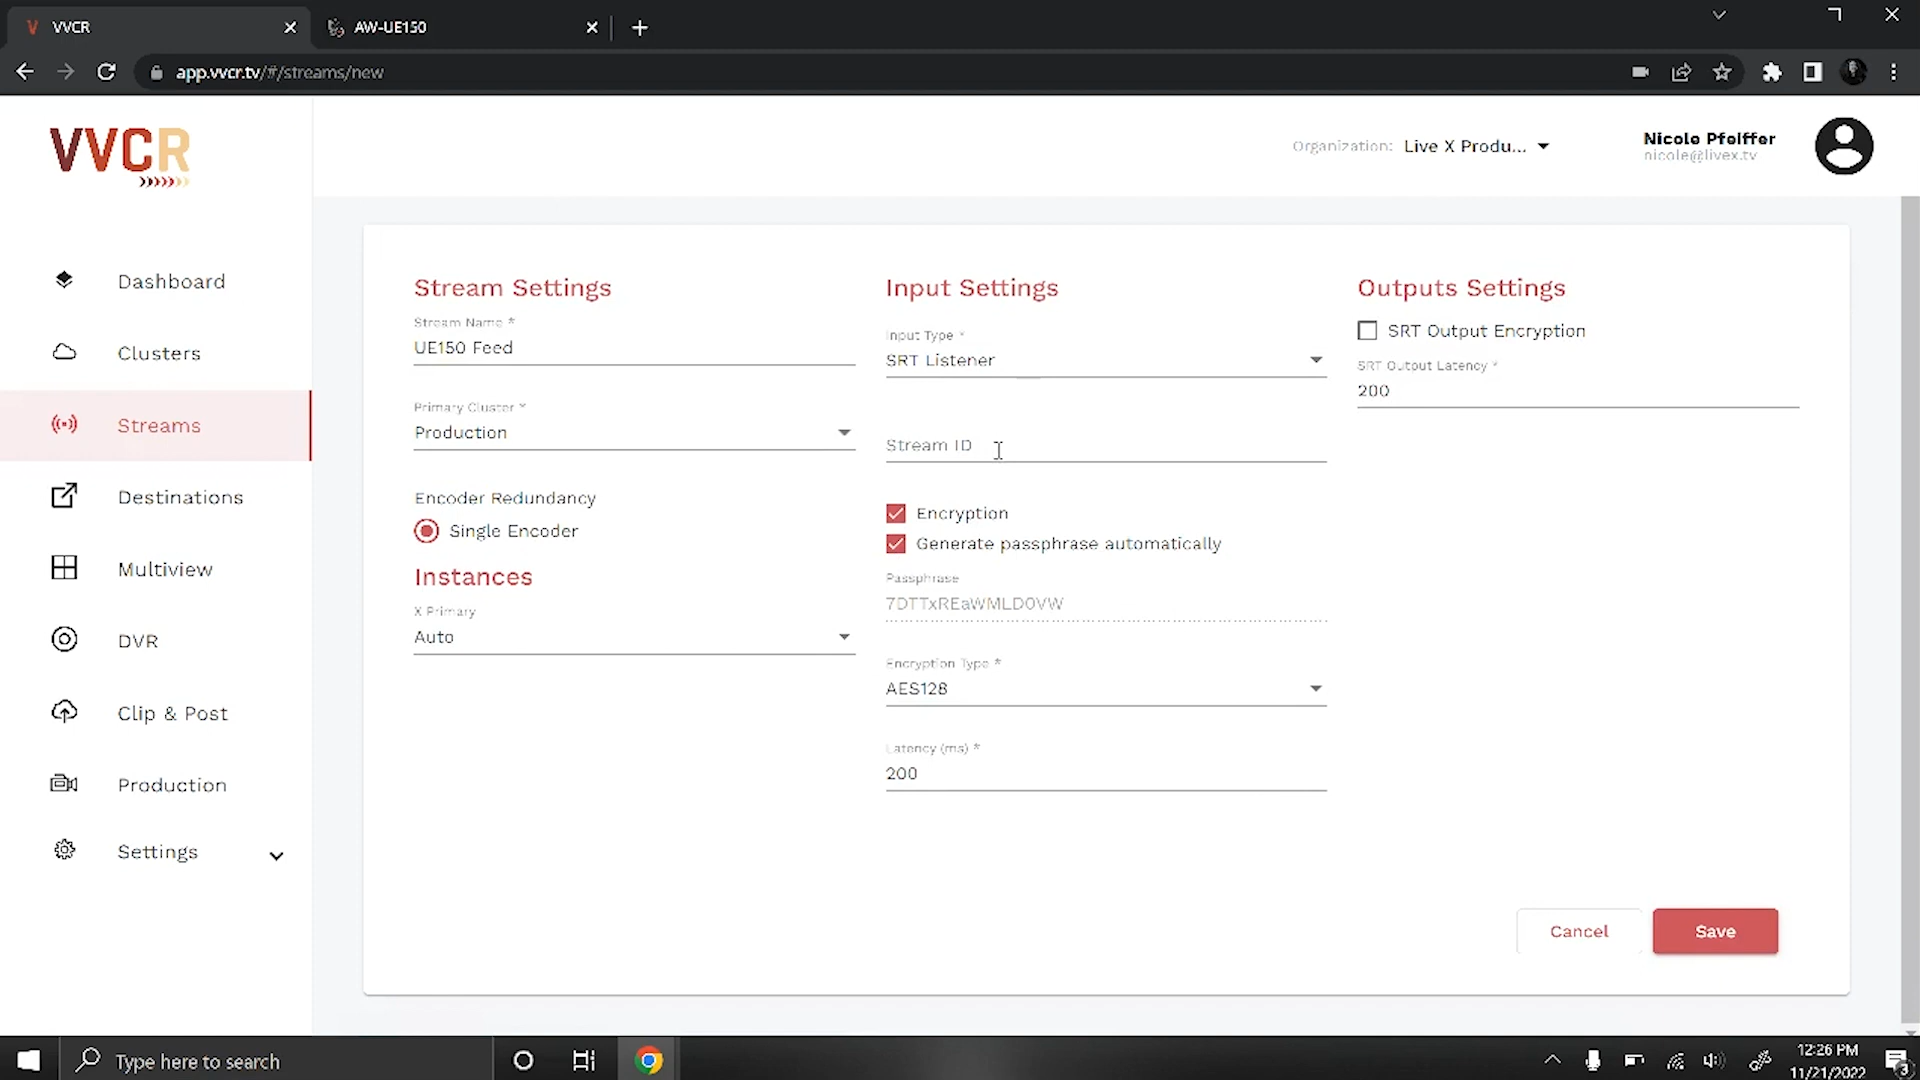 VVCR
AW-UE150
app.vvcr.tv/#/streams/new
VVCR
Organization: Live X Produ...
Nicole Pfeiffer
nicole@livex.tv
Dashboard
Clusters
Streams
Destinations
Multiview
DVR
Clip & Post
Production
Settings
Stream Settings
Stream Name *
UE150 Feed
Primary Cluster *
Production
Encoder Redundancy
Single Encoder
Instances
X Primary
Auto
Input Settings
Input Type *
SRT Listener
Stream ID
Encryption
Generate passphrase automatically
Passphrase
7DTTxREaWMLD0VW
Encryption Type *
AES128
Latency (ms) *
200
Outputs Settings
SRT Output Encryption
SRT Output Latency *
200
Cancel
Save
Type here to search
12:26 PM
11/21/2022
3